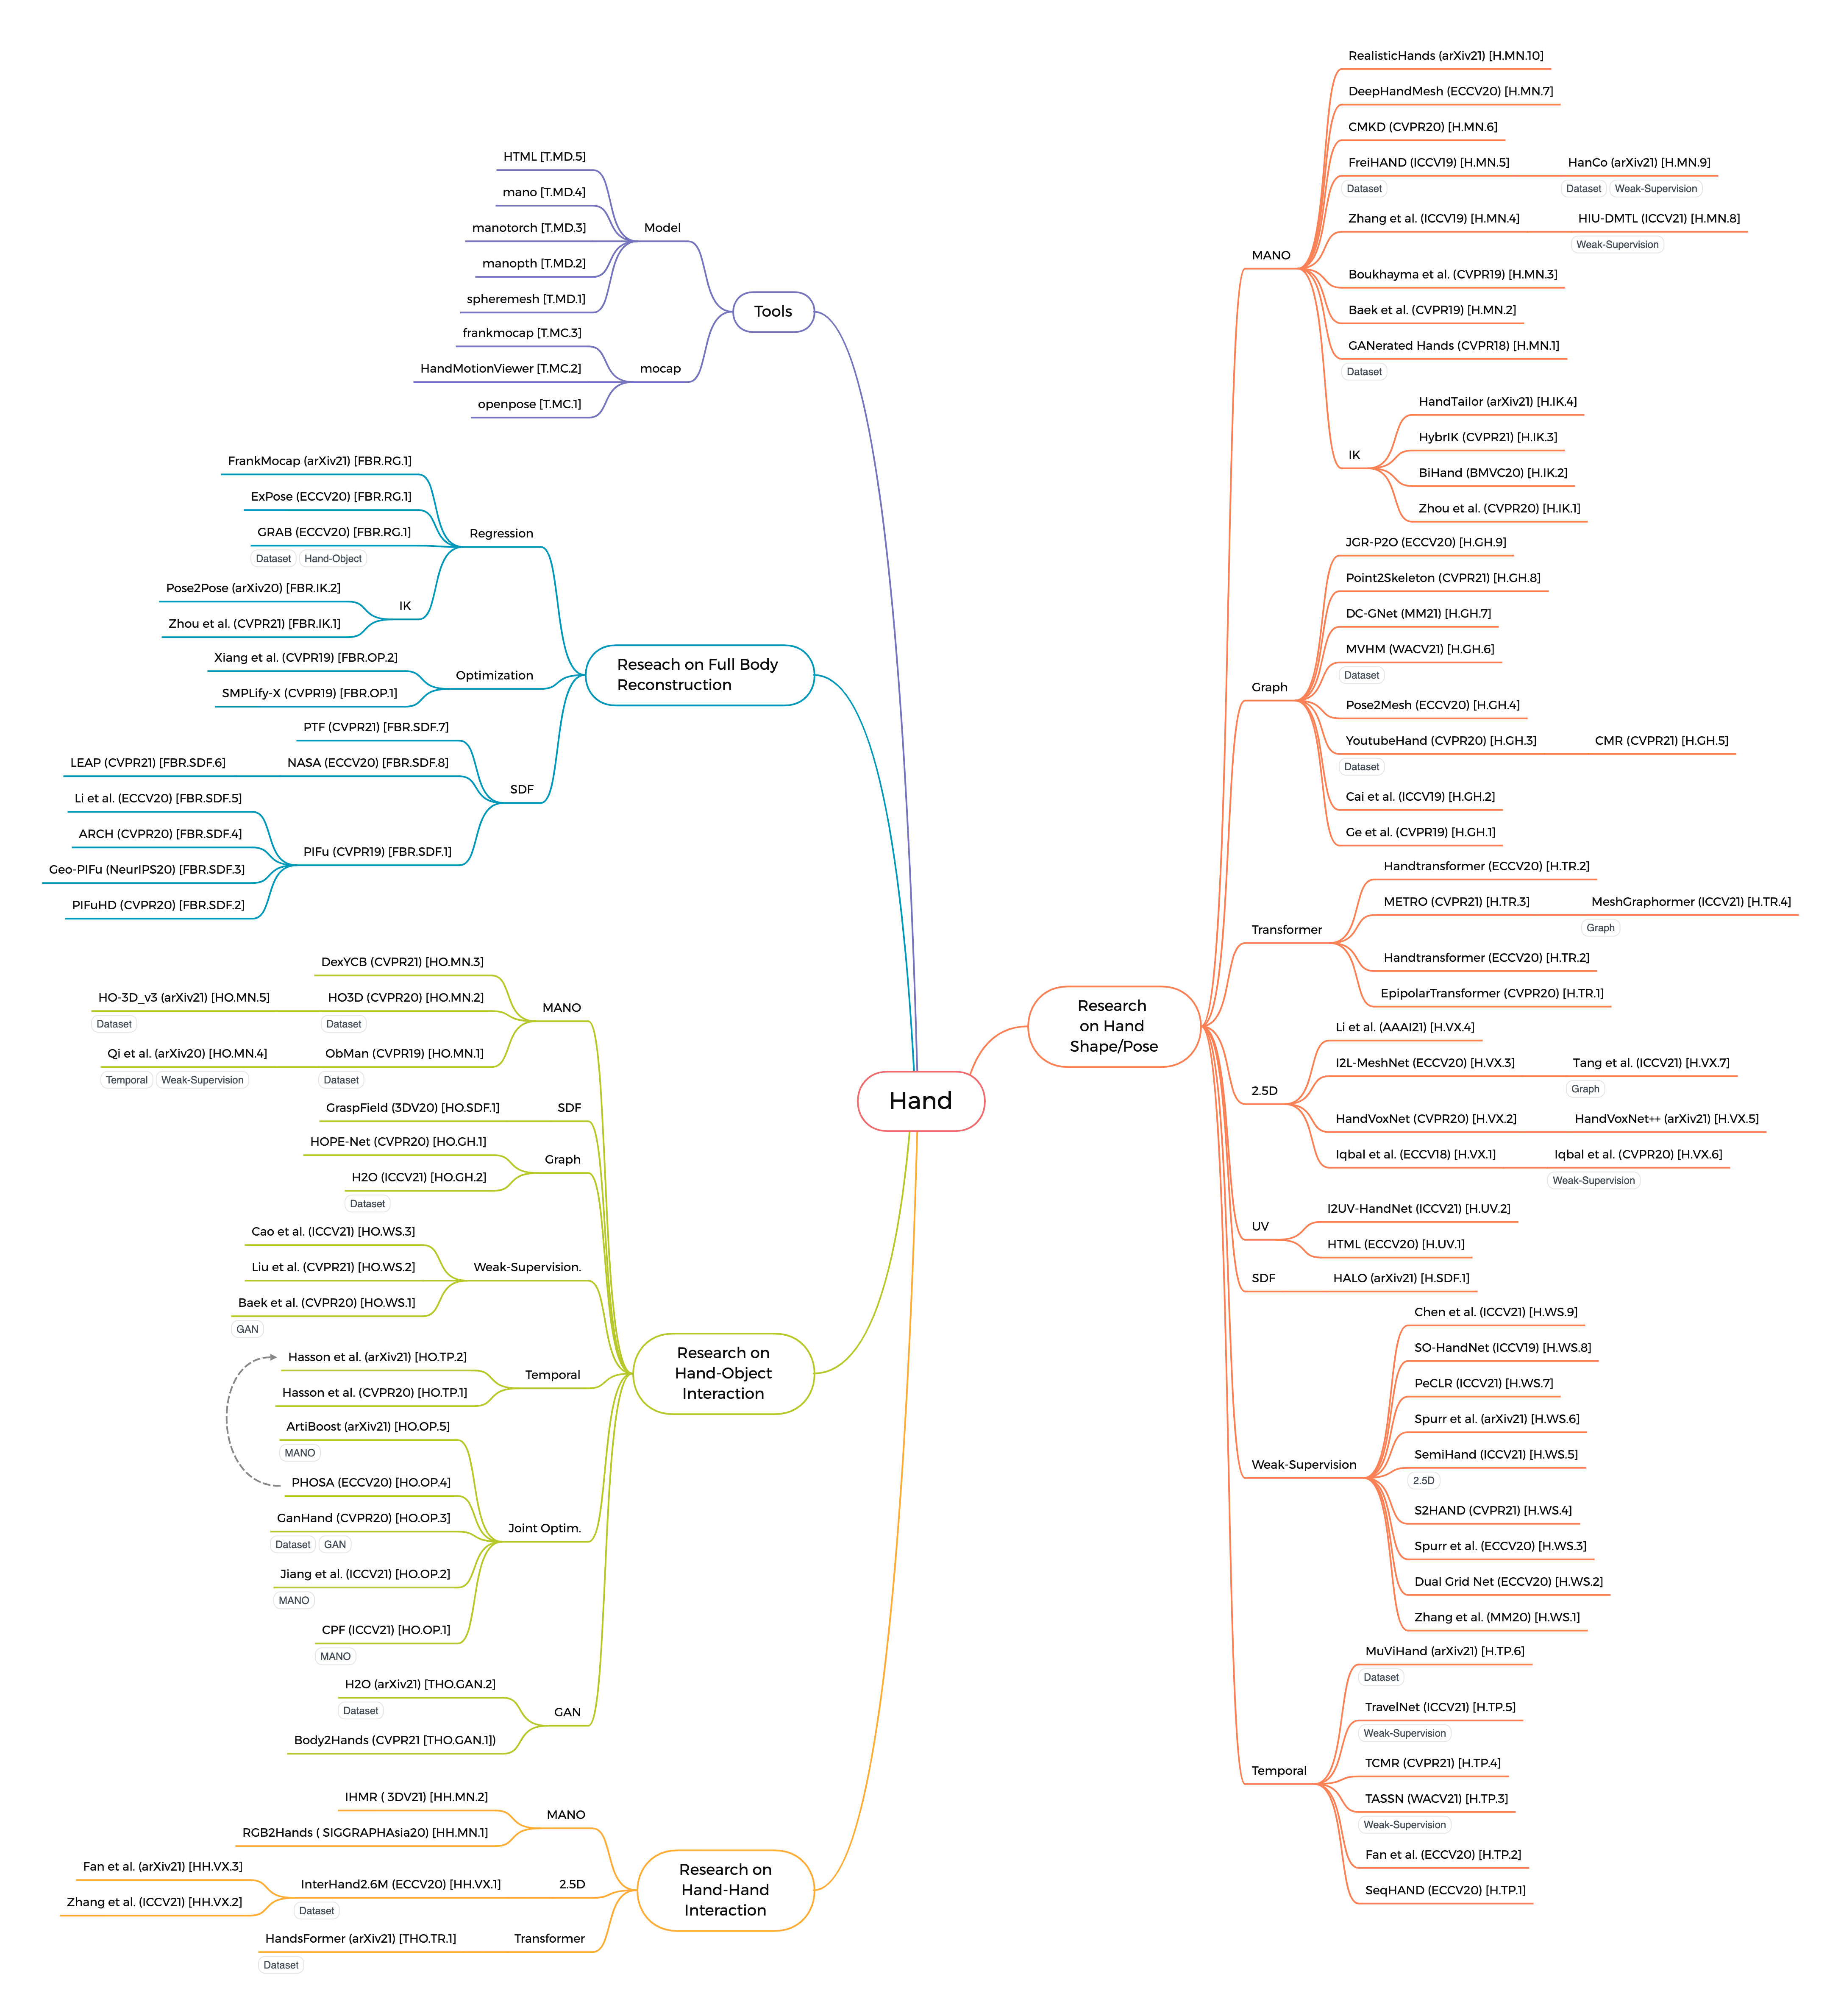 Hand
Tools
Model
HTML [T.MD.5]
mano [T.MD.4]
manotorch [T.MD.3]
manopth [T.MD.2]
spheremesh [T.MD.1]
mocap
frankmocap [T.MC.3]
HandMotionViewer [T.MC.2]
openpose [T.MC.1]
Reseach on Full Body
Reconstruction
Regression
FrankMocap (arXiv21) [FBR.RG.1]
ExPose (ECCV20) [FBR.RG.1]
GRAB (ECCV20) [FBR.RG.1]
Dataset
Hand-Object
IK
Pose2Pose (arXiv20) [FBR.IK.2]
Zhou et al. (CVPR21) [FBR.IK.1]
Optimization
Xiang et al. (CVPR19) [FBR.OP.2]
SMPLify-X (CVPR19) [FBR.OP.1]
SDF
PTF (CVPR21) [FBR.SDF.7]
NASA (ECCV20) [FBR.SDF.8]
LEAP (CVPR21) [FBR.SDF.6]
PIFu (CVPR19) [FBR.SDF.1]
Li et al. (ECCV20) [FBR.SDF.5]
ARCH (CVPR20) [FBR.SDF.4]
Geo-PIFu (NeurIPS20) [FBR.SDF.3]
PIFuHD (CVPR20) [FBR.SDF.2]
Research on
Hand-Object
Interaction
MANO
DexYCB (CVPR21) [HO.MN.3]
HO3D (CVPR20) [HO.MN.2]
Dataset
HO-3D_v3 (arXiv21) [HO.MN.5]
Dataset
ObMan (CVPR19) [HO.MN.1]
Dataset
Qi et al. (arXiv20) [HO.MN.4]
Temporal
Weak-Supervision
SDF
GraspField (3DV20) [HO.SDF.1]
Graph
HOPE-Net (CVPR20) [HO.GH.1]
H2O (ICCV21) [HO.GH.2]
Dataset
Weak-Supervision.
Cao et al. (ICCV21) [HO.WS.3]
Liu et al. (CVPR21) [HO.WS.2]
Baek et al. (CVPR20) [HO.WS.1]
GAN
Temporal
Hasson et al. (arXiv21) [HO.TP.2]
Hasson et al. (CVPR20) [HO.TP.1]
Joint Optim.
ArtiBoost (arXiv21) [HO.OP.5]
MANO
PHOSA (ECCV20) [HO.OP.4]
GanHand (CVPR20) [HO.OP.3]
Dataset
GAN
Jiang et al. (ICCV21) [HO.OP.2]
MANO
CPF (ICCV21) [HO.OP.1]
MANO
GAN
H2O (arXiv21) [THO.GAN.2]
Dataset
Body2Hands (CVPR21 [THO.GAN.1])
Research on
Hand-Hand
Interaction
MANO
IHMR ( 3DV21) [HH.MN.2]
RGB2Hands ( SIGGRAPHAsia20) [HH.MN.1]
2.5D
InterHand2.6M (ECCV20) [HH.VX.1]
Dataset
Fan et al. (arXiv21) [HH.VX.3]
Zhang et al. (ICCV21) [HH.VX.2]
Transformer
HandsFormer (arXiv21) [THO.TR.1]
Dataset
Research
on Hand
Shape/Pose
MANO
RealisticHands (arXiv21) [H.MN.10]
DeepHandMesh (ECCV20) [H.MN.7]
CMKD (CVPR20) [H.MN.6]
FreiHAND (ICCV19) [H.MN.5]
Dataset
HanCo (arXiv21) [H.MN.9]
Dataset
Weak-Supervision
Zhang et al. (ICCV19) [H.MN.4]
HIU-DMTL (ICCV21) [H.MN.8]
Weak-Supervision
Boukhayma et al. (CVPR19) [H.MN.3]
Baek et al. (CVPR19) [H.MN.2]
GANerated Hands (CVPR18) [H.MN.1]
Dataset
IK
HandTailor (arXiv21) [H.IK.4]
HybrIK (CVPR21) [H.IK.3]
BiHand (BMVC20) [H.IK.2]
Zhou et al. (CVPR20) [H.IK.1]
Graph
JGR-P2O (ECCV20) [H.GH.9]
Point2Skeleton (CVPR21) [H.GH.8]
DC-GNet (MM21) [H.GH.7]
MVHM (WACV21) [H.GH.6]
Dataset
Pose2Mesh (ECCV20) [H.GH.4]
YoutubeHand (CVPR20) [H.GH.3]
Dataset
CMR (CVPR21) [H.GH.5]
Cai et al. (ICCV19) [H.GH.2]
Ge et al. (CVPR19) [H.GH.1]
Transformer
Handtransformer (ECCV20) [H.TR.2]
METRO (CVPR21) [H.TR.3]
MeshGraphormer (ICCV21) [H.TR.4]
Graph
Handtransformer (ECCV20) [H.TR.2]
EpipolarTransformer (CVPR20) [H.TR.1]
2.5D
Li et al. (AAAI21) [H.VX.4]
I2L-MeshNet (ECCV20) [H.VX.3]
Tang et al. (ICCV21) [H.VX.7]
Graph
HandVoxNet (CVPR20) [H.VX.2]
HandVoxNet++ (arXiv21) [H.VX.5]
Iqbal et al. (ECCV18) [H.VX.1]
Iqbal et al. (CVPR20) [H.VX.6]
Weak-Supervision
UV
I2UV-HandNet (ICCV21) [H.UV.2]
HTML (ECCV20) [H.UV.1]
SDF
HALO (arXiv21) [H.SDF.1]
Weak-Supervision
Chen et al. (ICCV21) [H.WS.9]
SO-HandNet (ICCV19) [H.WS.8]
PeCLR (ICCV21) [H.WS.7]
Spurr et al. (arXiv21) [H.WS.6]
SemiHand (ICCV21) [H.WS.5]
2.5D
S2HAND (CVPR21) [H.WS.4]
Spurr et al. (ECCV20) [H.WS.3]
Dual Grid Net (ECCV20) [H.WS.2]
Zhang et al. (MM20) [H.WS.1]
Temporal
MuViHand (arXiv21) [H.TP.6]
Dataset
TravelNet (ICCV21) [H.TP.5]
Weak-Supervision
TCMR (CVPR21) [H.TP.4]
TASSN (WACV21) [H.TP.3]
Weak-Supervision
Fan et al. (ECCV20) [H.TP.2]
SeqHAND (ECCV20) [H.TP.1]